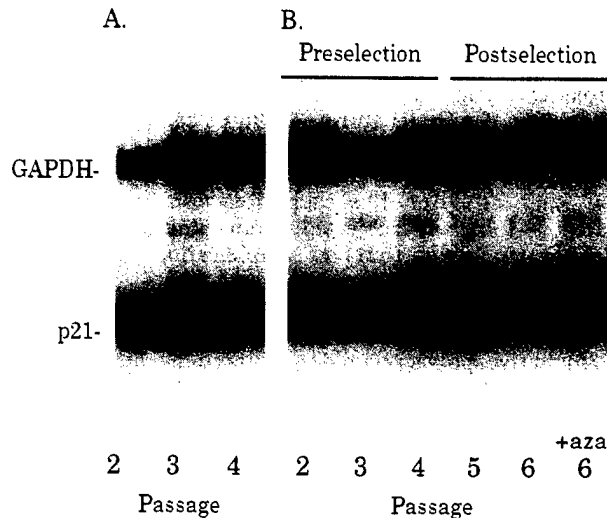 A.
B.
Preselection Postselection
GAPDH-
p21-
+aza
2 3 4 2 3 4 5 6 6
Passage Passage